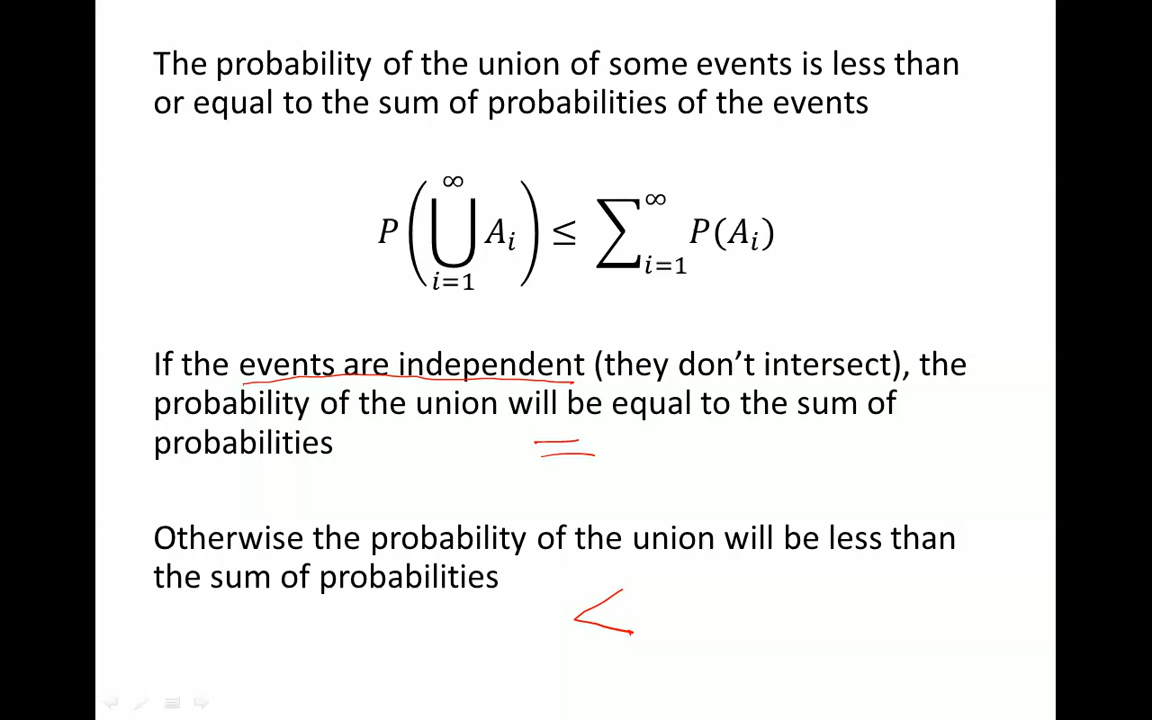 The probability of the union of some events is less than
or equal to the sum of probabilities of the events
P(⋃_{i=1}^{∞} A_i) ≤ ∑_{i=1}^{∞} P(A_i)
If the events are independent (they don’t intersect), the
probability of the union will be equal to the sum of
probabilities
=
Otherwise the probability of the union will be less than
the sum of probabilities
<